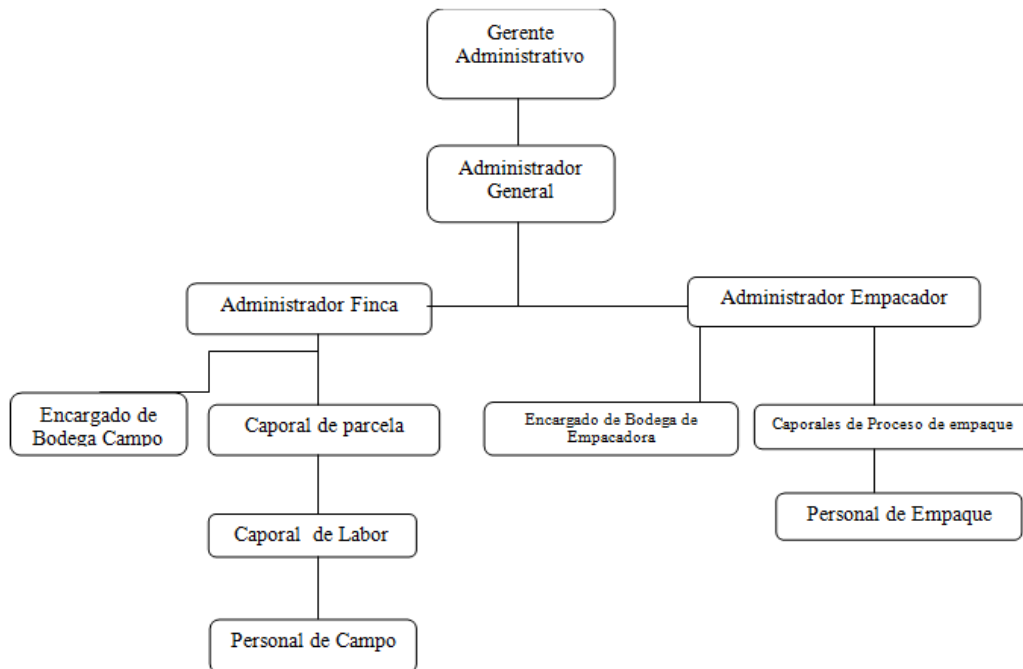 Gerente
Administrativo
Administrador
General
Administrador Finca
Administrador Empacador
Encargado de
Bodega Campo
Caporal de parcela
Encargado de Bodega de
Empacadora
Caporales de Proceso de empaque
Caporal de Labor
Personal de Empaque
Personal de Campo